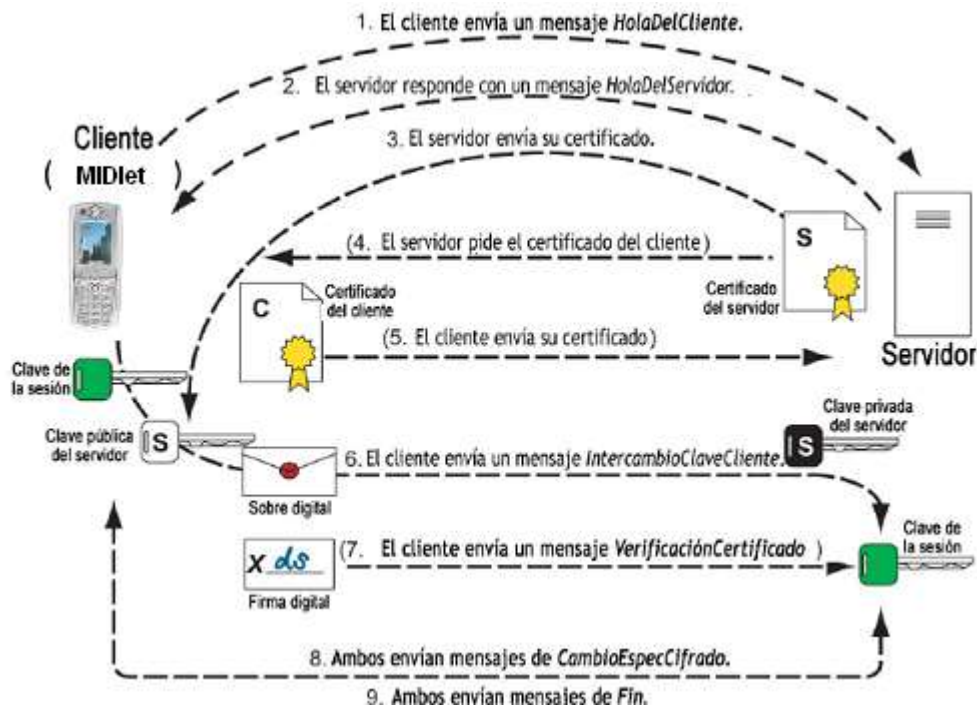 1. El cliente envía un mensaje HolaDelCliente.
2. El servidor responde con un mensaje HolaDelServidor.
3. El servidor envía su certificado.
Cliente
( MIDlet )
(4. El servidor pide el certificado del cliente)
S
Certificado
del servidor
C
Certificado
del cliente
(5. El cliente envía su certificado)
Servidor
Clave de
la sesión
Clave pública
del servidor
S
Clave privada
del servidor
S
6. El cliente envía un mensaje IntercambioClaveCliente.
Sobre digital
Clave de
la sesión
x ds
(7. El cliente envía un mensaje VerificaciónCertificado )
Firma digital
8. Ambos envían mensajes de CambioEspecCifrado.
9. Ambos envían mensajes de Fin.